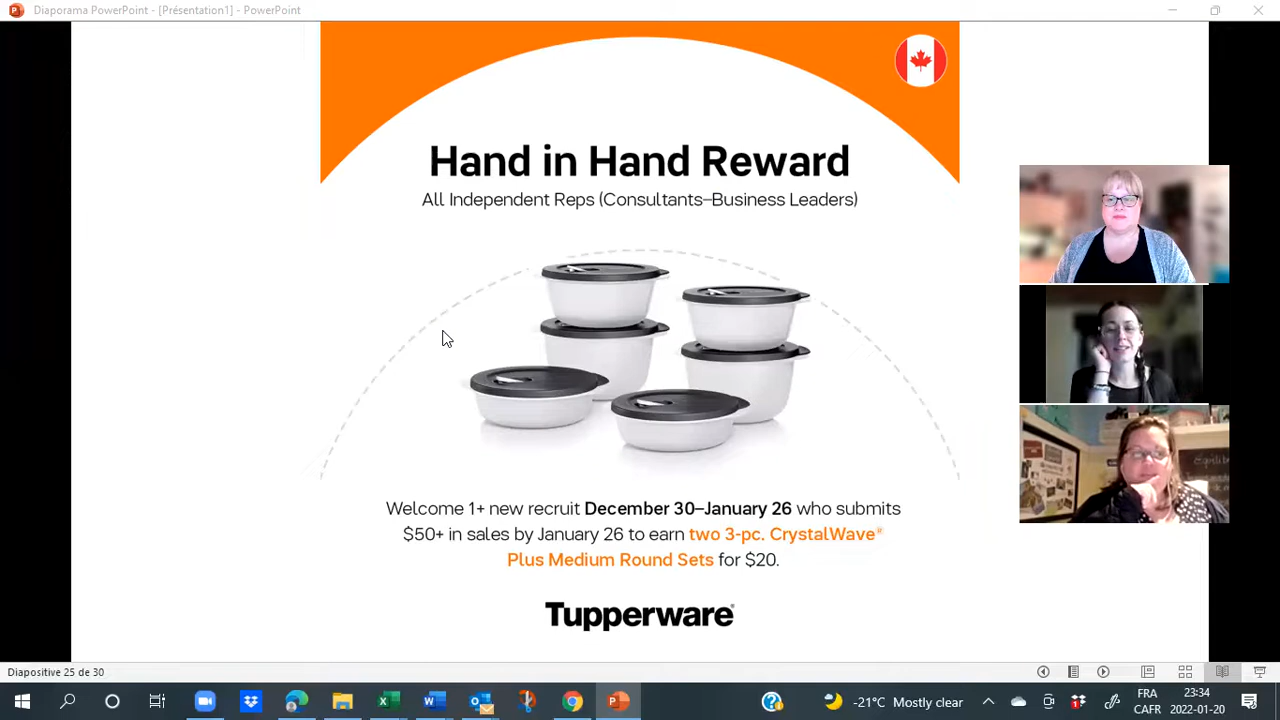 Diaporama PowerPoint - [Présentation1] - PowerPoint
Hand in Hand Reward
All Independent Reps (Consultants–Business Leaders)
Welcome 1+ new recruit December 30–January 26 who submits
$50+ in sales by January 26 to earn two 3-pc. CrystalWave®
Plus Medium Round Sets for $20.
Tupperware®
Diapositive 25 de 30
-21°C Mostly clear
FRA
CAFR
23:34
2022-01-20